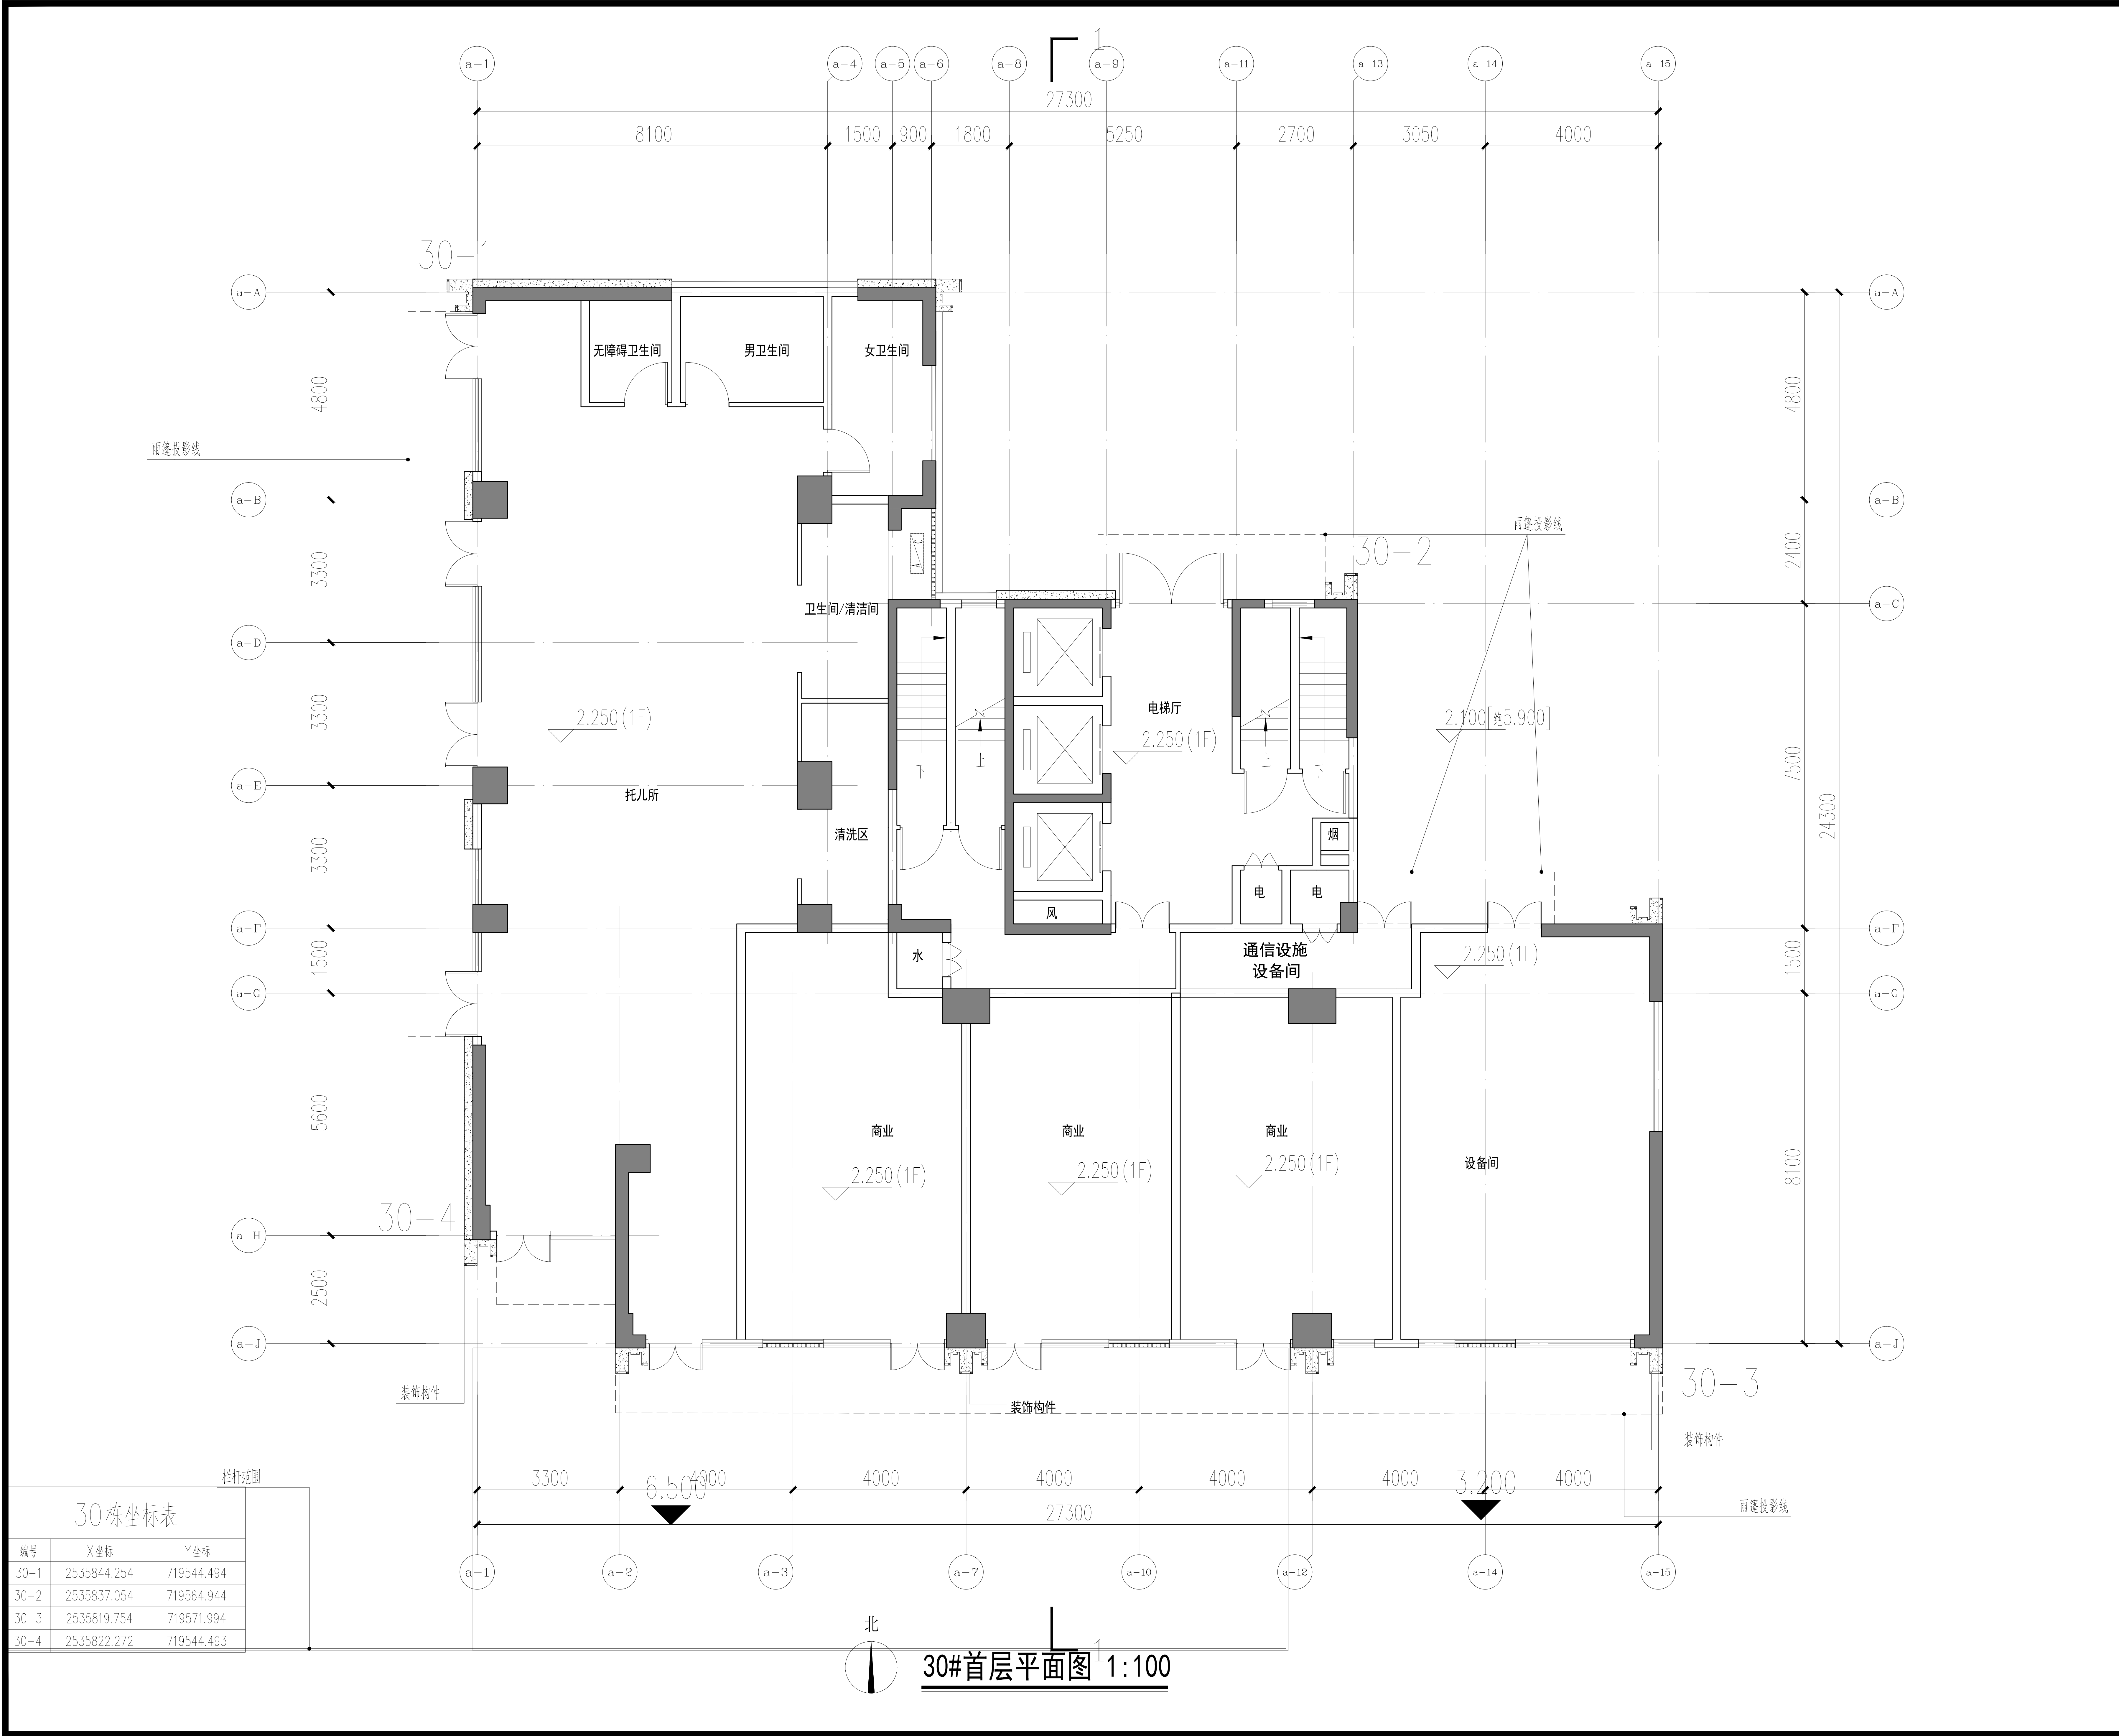 1
a-1
a-4
a-5
a-6
a-8
a-9
a-11
a-13
a-14
a-15
27300
8100
1500
900
1800
5250
2700
3050
4000
30-1
a-A
a-A
无障碍卫生间
男卫生间
女卫生间
4800
4800
雨篷投影线
a-B
a-B
雨篷投影线
30-2
A C
3300
2400
卫生间/清洁间
a-C
a-D
电梯厅
3300
2.250(1F)
2.250(1F)
2.100[绝5.900]
下
上
上
下
7500
a-E
托儿所
24300
清洗区
烟
3300
电
电
风
a-F
a-F
水
通信设施
设备间
2.250(1F)
1500
1500
a-G
a-G
5600
商业
商业
商业
设备间
2.250(1F)
2.250(1F)
2.250(1F)
8100
30-4
a-H
2500
a-J
a-J
30-3
装饰构件
装饰构件
装饰构件
栏杆范围
3300
4000
4000
4000
4000
4000
4000
6.500
3.200
雨篷投影线
27300
a-1
a-2
a-3
a-7
a-10
a-12
a-14
a-15
30栋坐标表
编号 X坐标 Y坐标
30-1 2535844.254 719544.494
30-2 2535837.054 719564.944
30-3 2535819.754 719571.994
30-4 2535822.272 719544.493
北
1
30#首层平面图 1:100